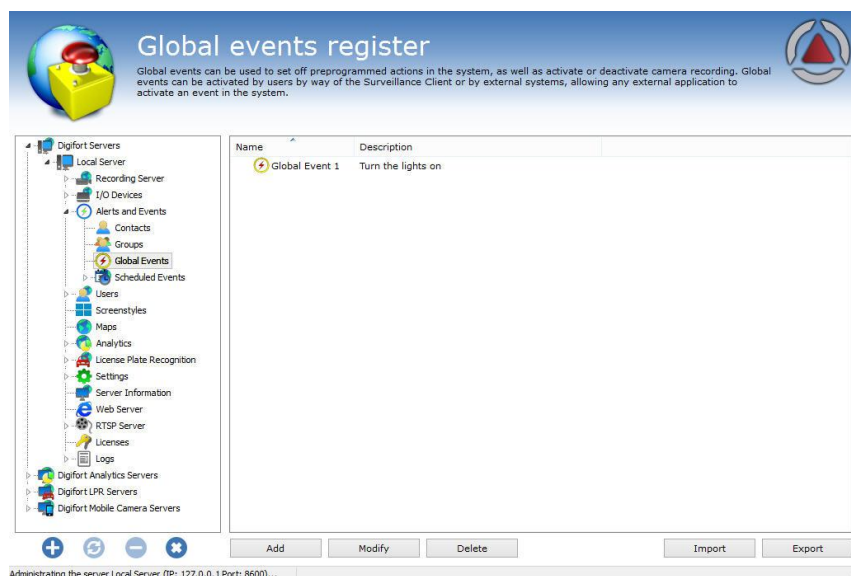 Global events register
Global events can be used to set off preprogrammed actions in the system, as well as activate or deactivate camera recording. Global
events can be activated by users by way of the Surveillance Client or by external systems, allowing any external application to
activate an event in the system.
Digifort Servers
Local Server
Recording Server
I/O Devices
Alerts and Events
Contacts
Groups
Global Events
Scheduled Events
Users
Screenstyles
Maps
Analytics
License Plate Recognition
Settings
Server Information
Web Server
RTSP Server
Licenses
Logs
Digifort Analytics Servers
Digifort LPR Servers
Digifort Mobile Camera Servers
Name Description
Global Event 1 Turn the lights on
Add Modify Delete Import Export
Administrating the server Local Server (IP: 127.0.0.1 Port: 8600)...